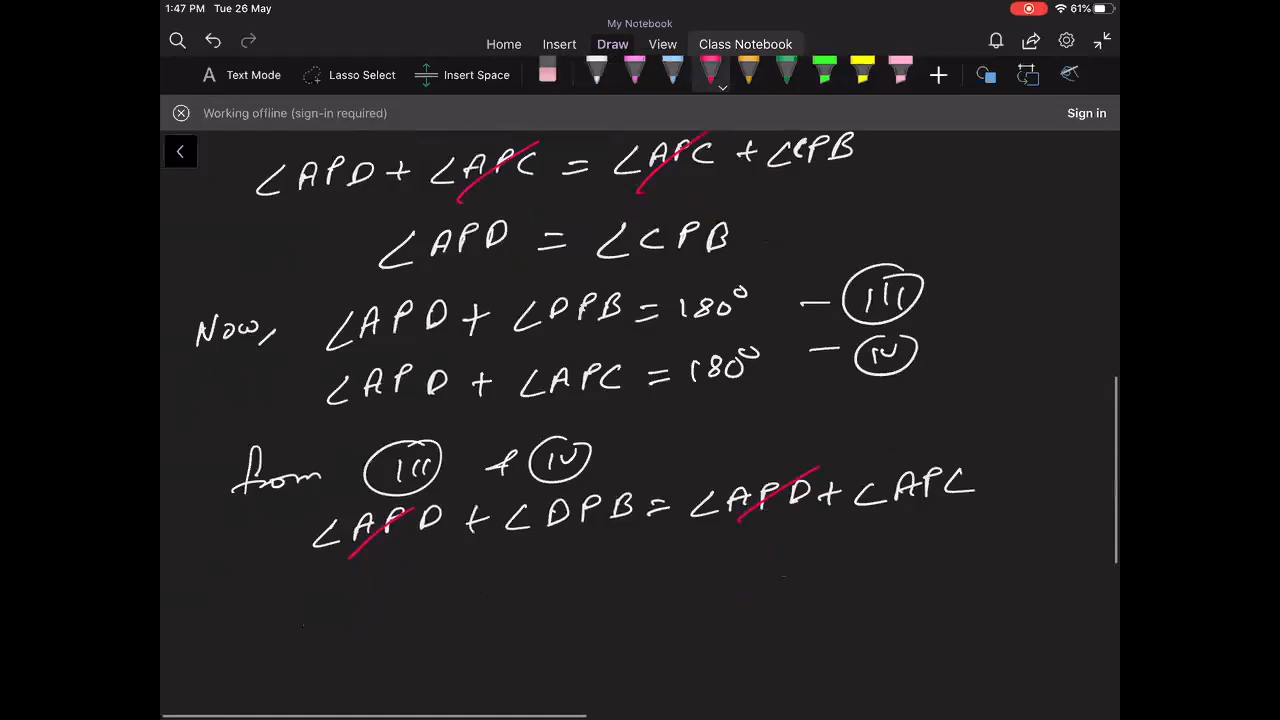 1:47 PM Tue 26 May 61%
My Notebook
Home Insert Draw View Class Notebook
A Text Mode Lasso Select Insert Space
Working offline (sign-in required) Sign in
∠APD + ∠APC = ∠APC + ∠CPB
∠APD = ∠CPB
Now, ∠APD + ∠DPB = 180° - III
∠APD + ∠APC = 180° - IV
from III & IV
∠APD + ∠DPB = ∠APD + ∠APC